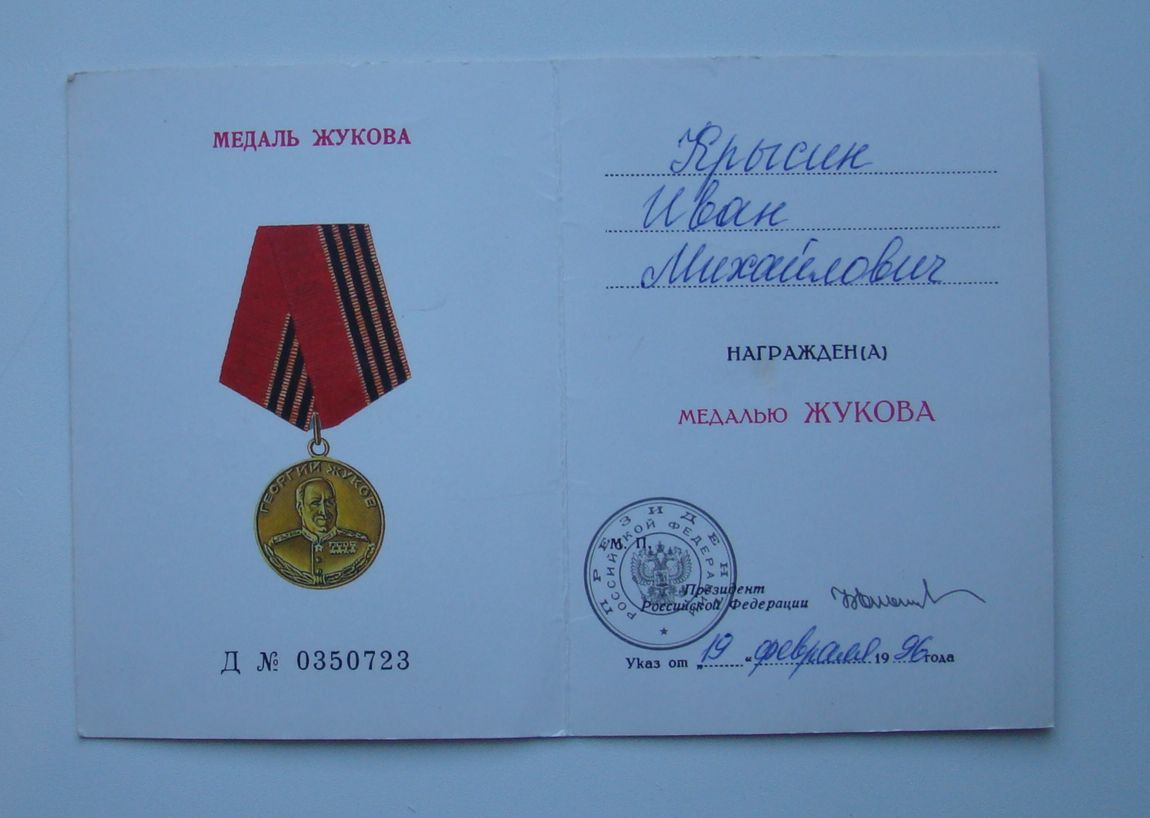 МЕДАЛЬ ЖУКОВА
ГЕОРГИЙ ЖУКОВ
Д № 0350723
Крысин
Иван
Михайлович
НАГРАЖДЕН(А)
МЕДАЛЬЮ ЖУКОВА
ПРЕЗИДЕНТ
РОССИЙСКОЙ ФЕДЕРАЦИИ
М. П.
Президент
Российской Федерации
Указ от „19“ февраля 1996 года